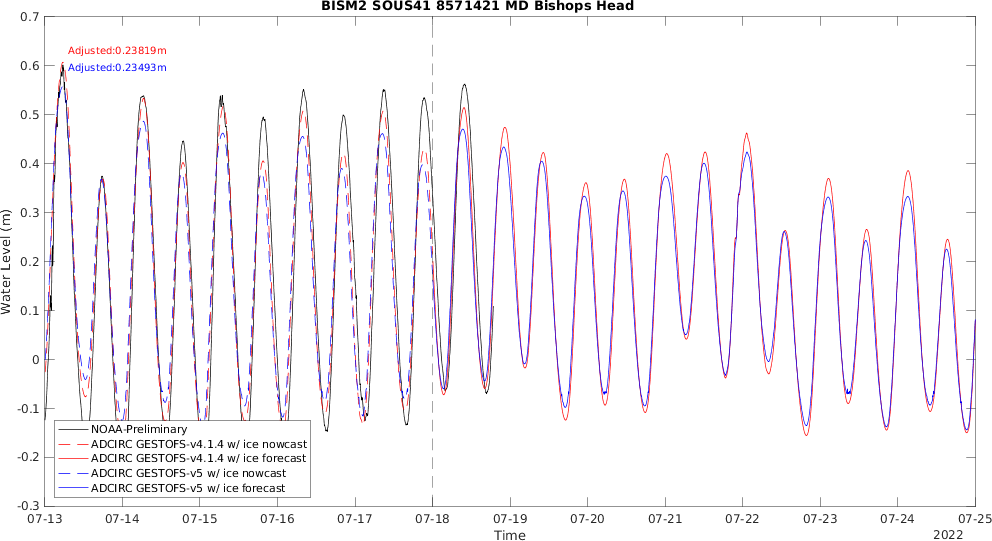 BISM2 SOUS41 8571421 MD Bishops Head
Adjusted:0.23819m
Adjusted:0.23493m
Water Level (m)
0.7
0.6
0.5
0.4
0.3
0.2
0.1
0
-0.1
-0.2
-0.3
NOAA-Preliminary
ADCIRC GESTOFS-v4.1.4 w/ ice nowcast
ADCIRC GESTOFS-v4.1.4 w/ ice forecast
ADCIRC GESTOFS-v5 w/ ice nowcast
ADCIRC GESTOFS-v5 w/ ice forecast
07-13 07-14 07-15 07-16 07-17 07-18 07-19 07-20 07-21 07-22 07-23 07-24 07-25
Time
2022